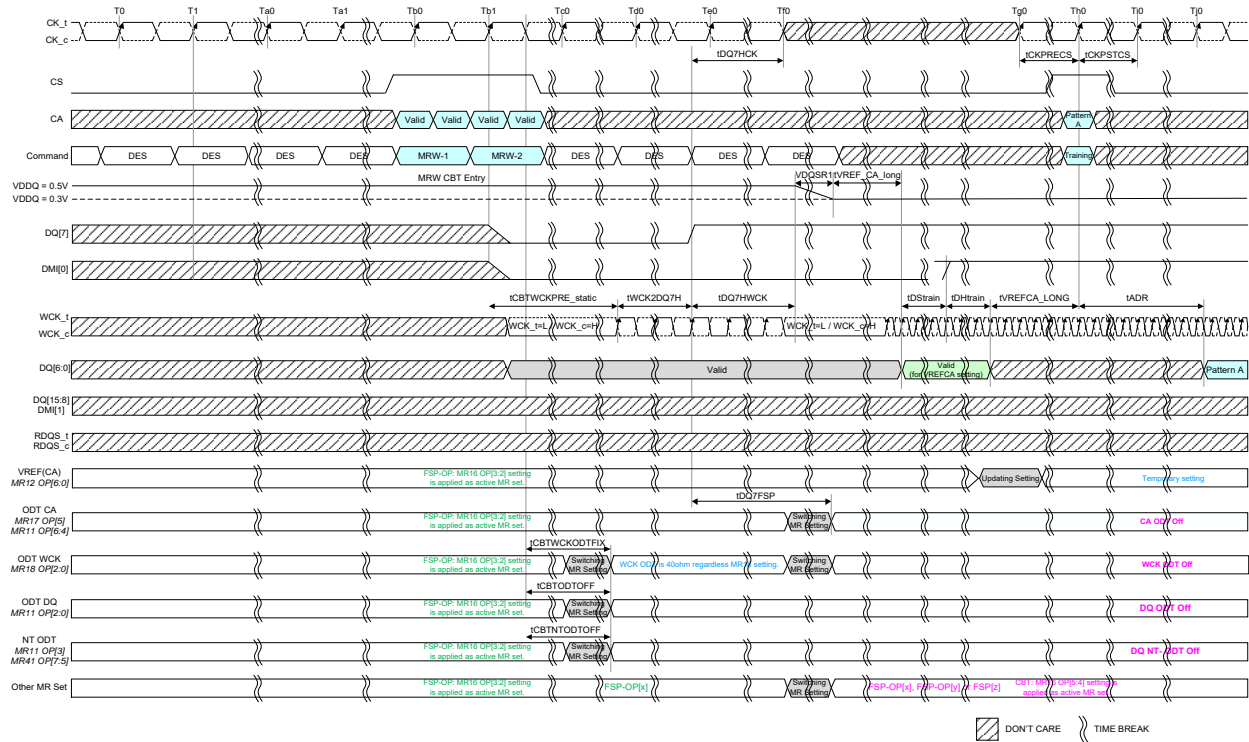 T0 T1 Ta0 Ta1 Tb0 Tb1 Tc0 Td0 Te0 Tf0 Tg0 Th0 Ti0 Tj0
CK_t
CK_c
tDQ7HCK tCKPRECS tCKPSTCS
CS
CA Valid Valid Valid Valid Pattern A
Command DES DES DES DES MRW-1 MRW-2 DES DES DES DES Training
MRW CBT Entry VDQSR1 tVREF_CA_long
VDDQ = 0.5V
VDDQ = 0.3V
DQ[7]
DMI[0]
tCBTWCKPRE_static tWCK2DQ7H tDQ7HWCK tDStrain tDHtrain tVREFCA_LONG tADR
WCK_t
WCK_c
WCK_t=L / WCK_c=H WCK_t=L / WCK_c=H
DQ[6:0] Valid Valid Pattern A
(for VREFCA setting)
DQ[15:8]
DMI[1]
RDQS_t
RDQS_c
VREF(CA)
MR12 OP[6:0]
FSP-OP: MR16 OP[3:2] setting
is applied as active MR set.
Updating Setting Temporary setting
tDQ7FSP
ODT CA
MR17 OP[5]
MR11 OP[6:4]
FSP-OP: MR16 OP[3:2] setting
is applied as active MR set.
Switching
MR Setting
CA ODT Off
tCBTWCKODTFIX
ODT WCK
MR18 OP[2:0]
FSP-OP: MR16 OP[3:2] setting
is applied as active MR set.
Switching
MR Setting
WCK ODT is 40ohm regardless setting.
Switching
MR Setting
WCK ODT Off
tCBTODTOFF
ODT DQ
MR11 OP[2:0]
FSP-OP: MR16 OP[3:2] setting
is applied as active MR set.
Switching
MR Setting
DQ ODT Off
tCBTNTODTOFF
NT ODT
MR11 OP[3]
MR41 OP[7:5]
FSP-OP: MR16 OP[3:2] setting
is applied as active MR set.
Switching
MR Setting
DQ NT- ODT Off
Other MR Set
FSP-OP: MR16 OP[3:2] setting
is applied as active MR set.
FSP-OP[x]
Switching
MR Setting
FSP-OP[x], FSP-OP[y] or FSP[z]
CBT: OP[5:4] setting is
applied as active MR set.
DON'T CARE TIME BREAK